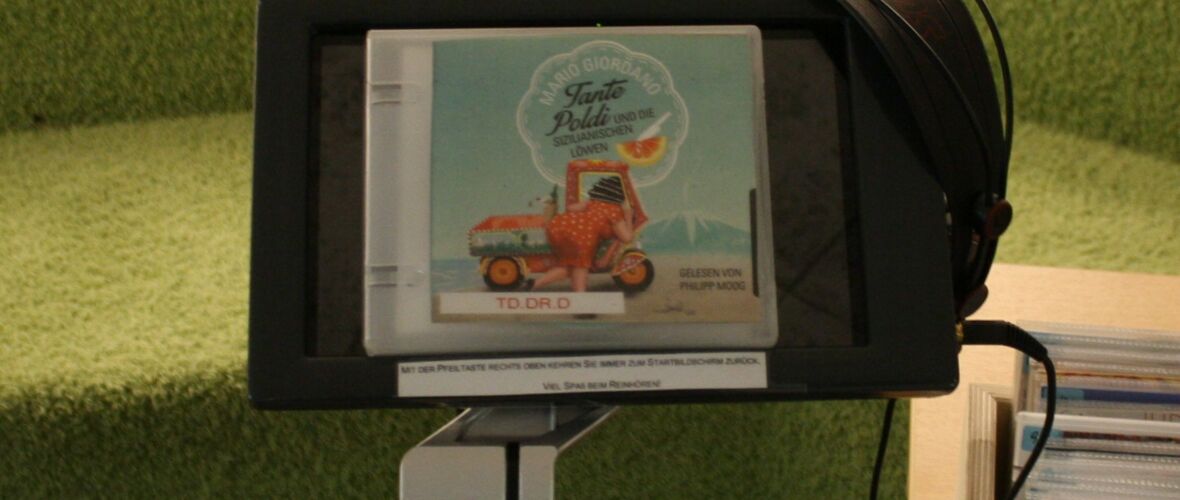 MARIO GIORDANO
Tante
Poldi UND DIE
SIZILIANISCHEN
LÖWEN
GELESEN VON
PHILIPP MOOG
TD.DR.D
MIT DER PFEILTASTE RECHTS OBEN KEHREN SIE IMMER ZUM STARTBILDSCHIRM ZURÜCK.
VIEL SPAß BEIM REINHÖREN!